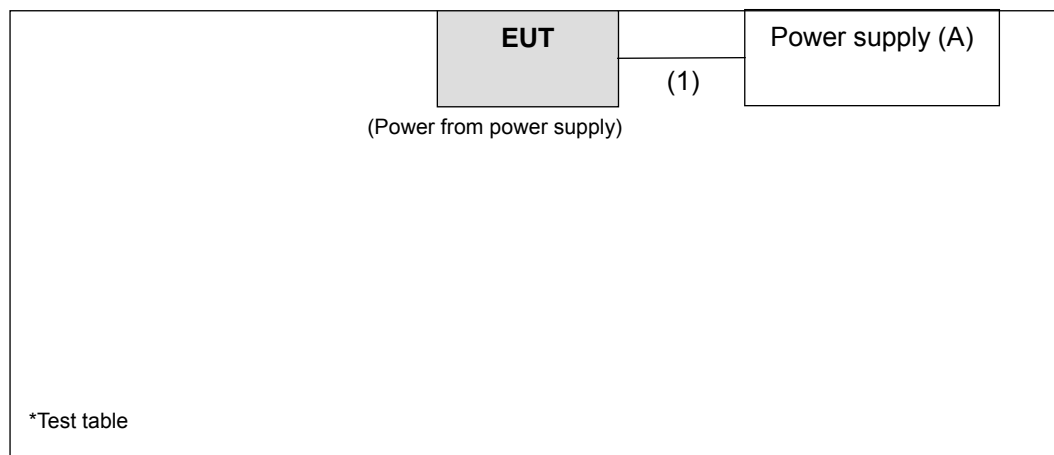 EUT
Power supply (A)
(1)
(Power from power supply)
*Test table